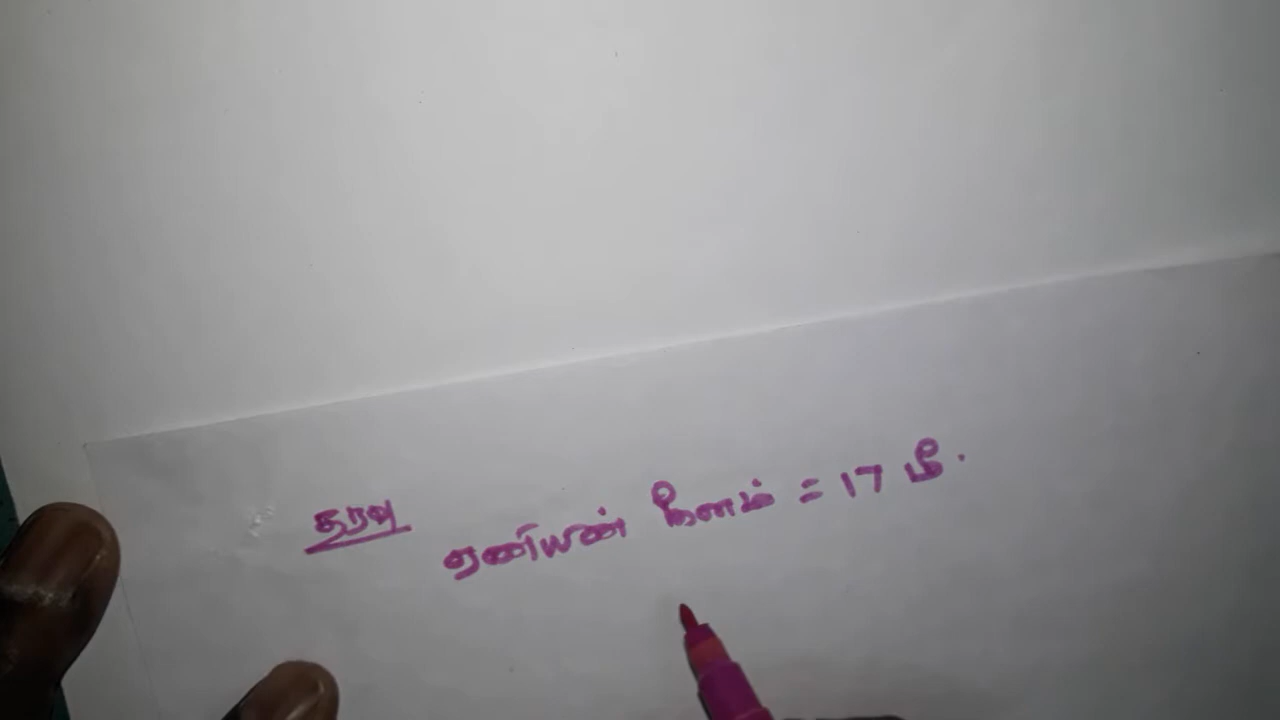 தரவு
ஏணியின் நீளம் = 17 மீ.